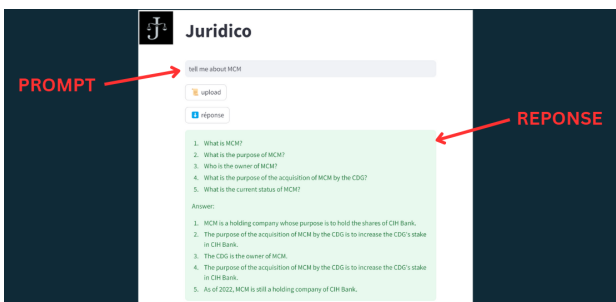 J
Juridico
tell me about MCM
PROMPT
upload
réponse
REPONSE
1. What is MCM?
2. What is the purpose of MCM?
3. Who is the owner of MCM?
4. What is the purpose of the acquisition of MCM by the CDG?
5. What is the current status of MCM?
Answer:
1. MCM is a holding company whose purpose is to hold the shares of CIH Bank.
2. The purpose of the acquisition of MCM by the CDG is to increase the CDG's stake
in CIH Bank.
3. The CDG is the owner of MCM.
4. The purpose of the acquisition of MCM by the CDG is to increase the CDG's stake
in CIH Bank.
5. As of 2022, MCM is still a holding company of CIH Bank.